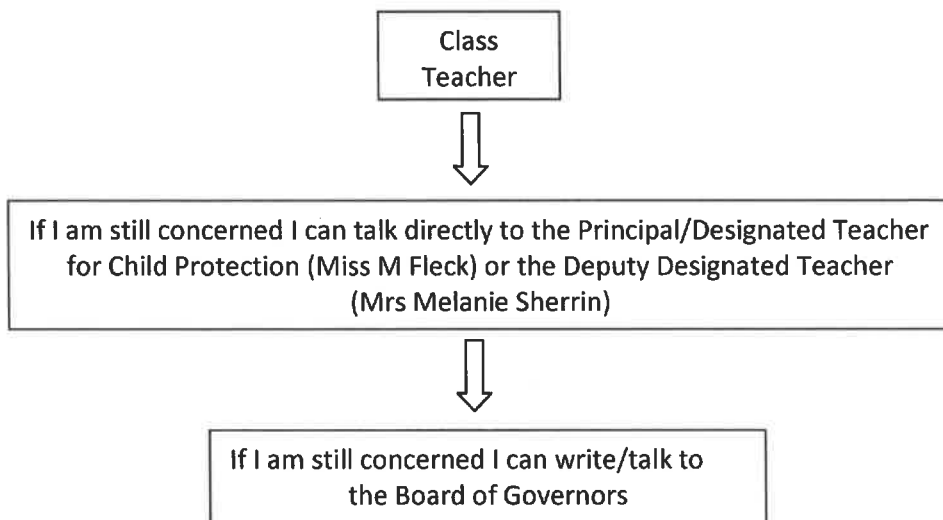 Class
Teacher
If I am still concerned I can talk directly to the Principal/Designated Teacher
for Child Protection (Miss M Fleck) or the Deputy Designated Teacher
(Mrs Melanie Sherrin)
If I am still concerned I can write/talk to
the Board of Governors